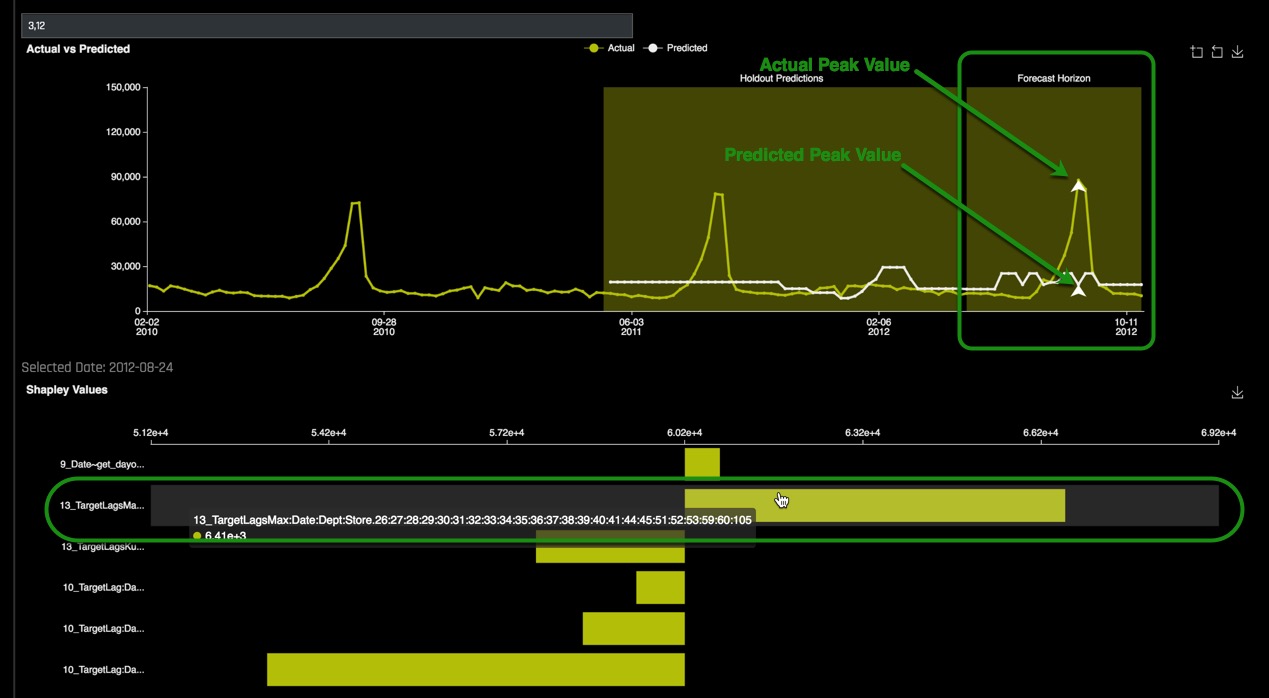 3,12
Actual vs Predicted
Actual
Predicted
Actual Peak Value
Holdout Predictions
Forecast Horizon
150,000
120,000
Predicted Peak Value
90,000
60,000
30,000
0
02-02
2010
09-28
2010
06-03
2011
02-06
2012
10-11
2012
Selected Date: 2012-08-24
Shapley Values
5.12e+4
5.42e+4
5.72e+4
6.02e+4
6.32e+4
6.62e+4
6.92e+4
9_Date~get_dayo...
13_TargetLagsMa...
13_TargetLagsMax:Date:Dept:Store.26:27:28:29:30:31:32:33:34:35:36:37:38:39:40:41:44:45:51:52:53:59:60:105
6.41e+3
13_TargetLagsKu...
10_TargetLag:Da...
10_TargetLag:Da...
10_TargetLag:Da...